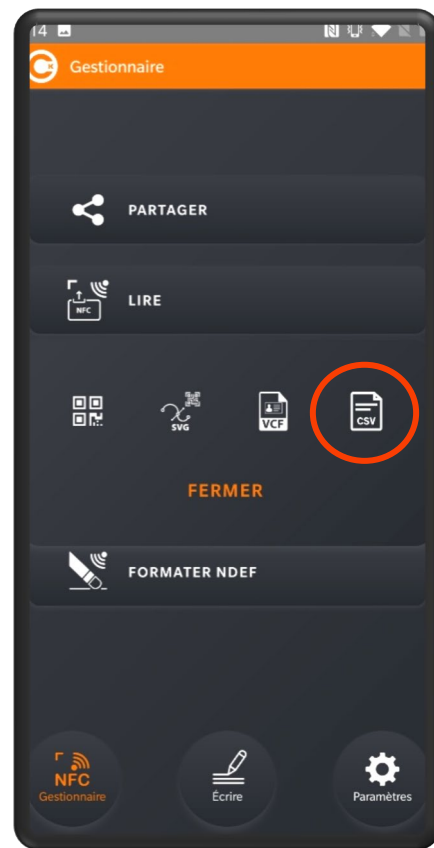 14
Gestionnaire
PARTAGER
NFC
LIRE
SVG
VCF
CSV
FERMER
FORMATER NDEF
NFC
Gestionnaire
Écrire
Paramètres